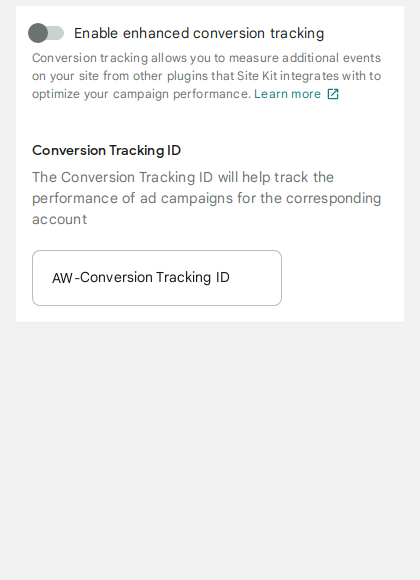 Enable enhanced conversion tracking
Conversion tracking allows you to measure additional events
on your site from other plugins that Site Kit integrates with to
optimize your campaign performance. Learn more
Conversion Tracking ID
The Conversion Tracking ID will help track the
performance of ad campaigns for the corresponding
account
AW-Conversion Tracking ID